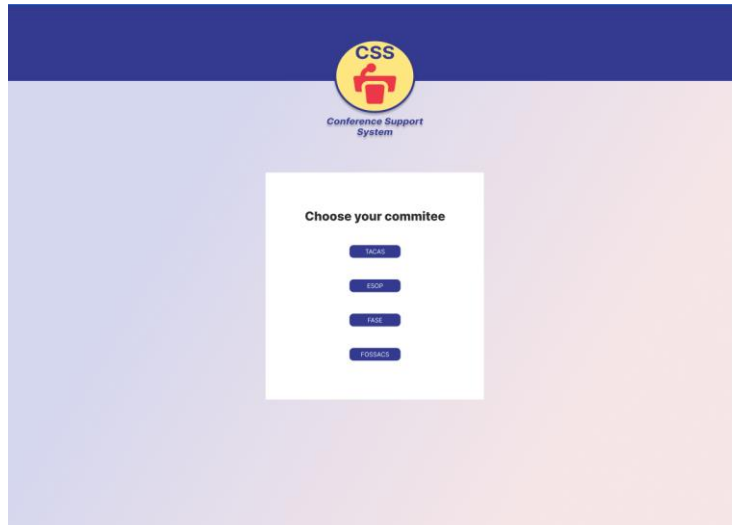 CSS
Conference Support
System
Choose your commitee
TACAS
ESOP
FASE
FOSSACS